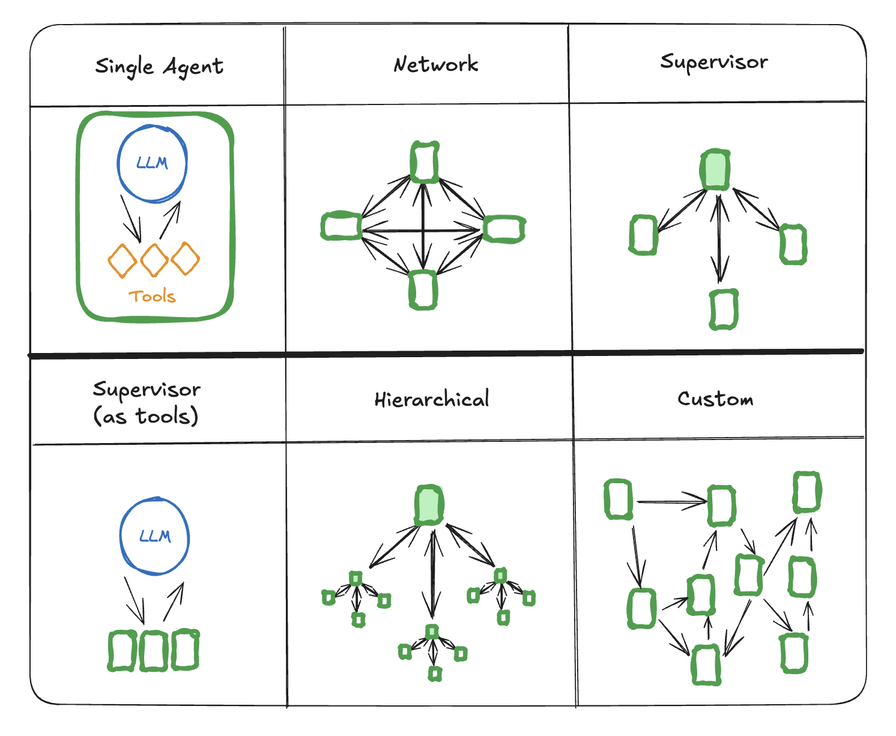 Single Agent
Network
Supervisor
LLM
Tools
Supervisor
(as tools)
Hierarchical
Custom
LLM